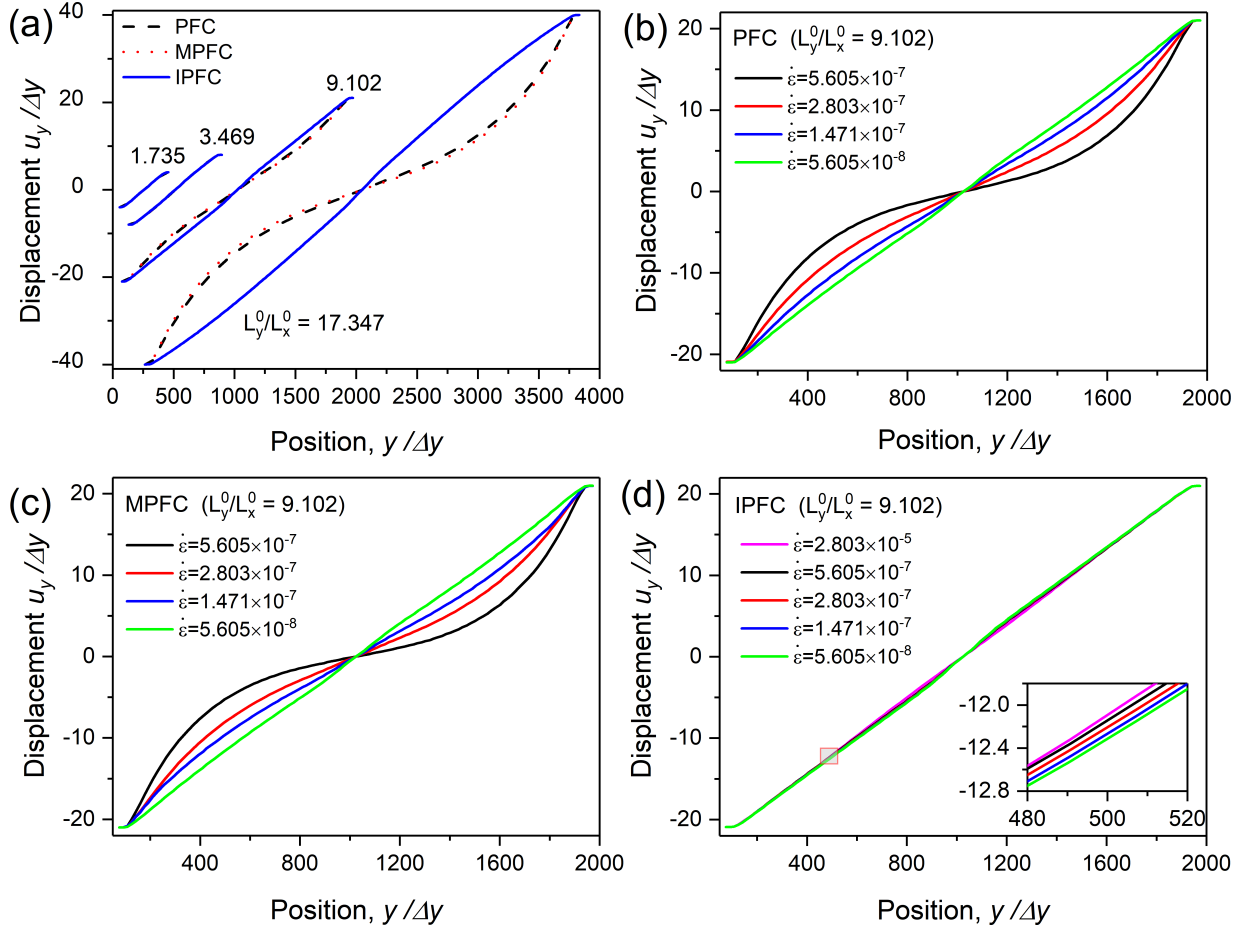 (a)
PFC
MPFC
IPFC
1.735
3.469
9.102
L_y^0/L_x^0 = 17.347
40
20
0
-20
-40
0 500 1000 1500 2000 2500 3000 3500 4000
Displacement u_y /Δy
Position, y /Δy
(b)
PFC (L_y^0/L_x^0 = 9.102)
ε̇=5.605×10^-7
ε̇=2.803×10^-7
ε̇=1.471×10^-7
ε̇=5.605×10^-8
20
10
0
-10
-20
400 800 1200 1600 2000
Displacement u_y /Δy
Position, y /Δy
(c)
MPFC (L_y^0/L_x^0 = 9.102)
ε̇=5.605×10^-7
ε̇=2.803×10^-7
ε̇=1.471×10^-7
ε̇=5.605×10^-8
20
10
0
-10
-20
400 800 1200 1600 2000
Displacement u_y /Δy
Position, y /Δy
(d)
IPFC (L_y^0/L_x^0 = 9.102)
ε̇=2.803×10^-5
ε̇=5.605×10^-7
ε̇=2.803×10^-7
ε̇=1.471×10^-7
ε̇=5.605×10^-8
20
10
0
-10
-20
-12.0
-12.4
-12.8
480 500 520
400 800 1200 1600 2000
Displacement u_y /Δy
Position, y /Δy